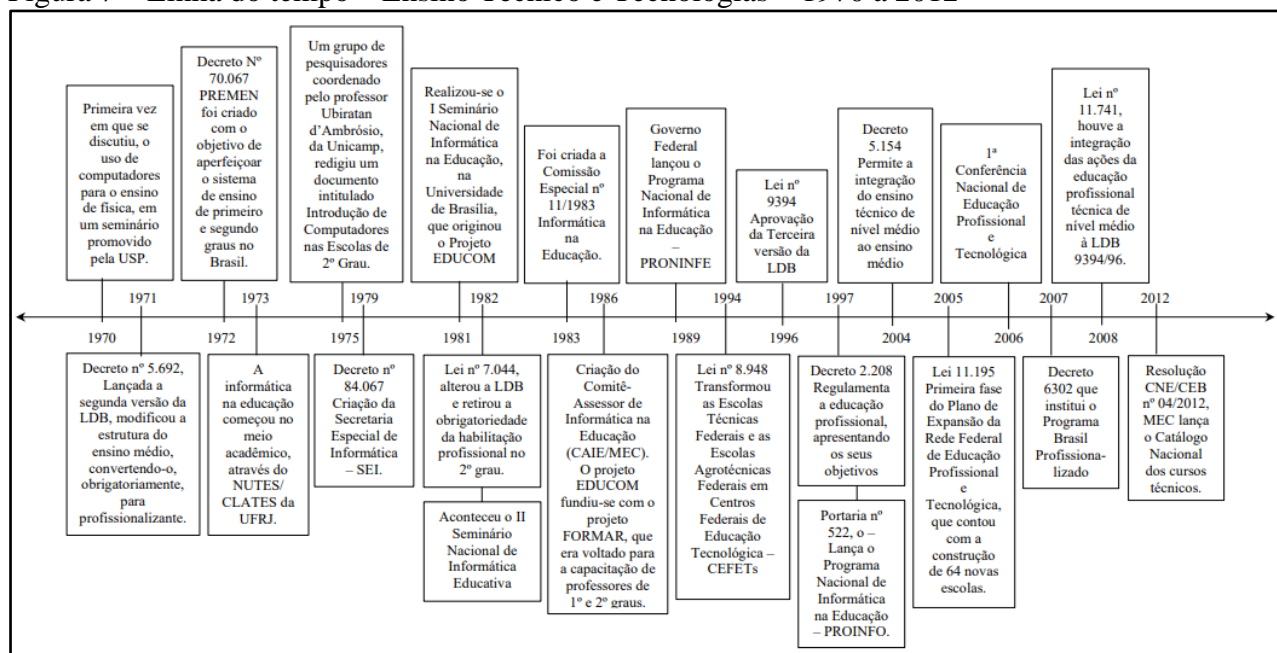 Figura 7 – Linha do tempo – Ensino Técnico e Tecnologias – 1970 a 2012
Primeira vez
em que se
discutiu, o
uso de
computadores
para o ensino
de física, em
um seminário
promovido
pela USP.
Decreto Nº
70.067
PREMEN
foi criado
com o
objetivo de
aperfeiçoar
o sistema
de ensino
de primeiro
e segundo
graus no
Brasil.
Um grupo de
pesquisadores
coordenado
pelo professor
Ubiratan
d’Ambrósio,
da Unicamp,
redigiu um
documento
intitulado
Introdução de
Computadores
nas Escolas de
2º Grau.
Realizou-se o
I Seminário
Nacional de
Informática
na Educação,
na
Universidade
de Brasília,
que originou
o Projeto
EDUCOM
Foi criada a
Comissão
Especial nº
11/1983
Informática
na
Educação.
Governo
Federal
lançou o
Programa
Nacional de
Informática
na Educação
–
PRONINFE
Lei nº
9394
Aprovação
da Terceira
versão da
LDB
Decreto
5.154
Permite a
integração
do ensino
técnico de
nível médio
ao ensino
médio
1ª
Conferência
Nacional de
Educação
Profissional
e
Tecnológica
Lei nº
11.741,
houve a
integração
das ações da
educação
profissional
técnica de
nível médio
à LDB
9394/96.
1971
1973
1979
1982
1986
1994
1997
2005
2007
2012
1970
1972
1975
1981
1983
1989
1996
2004
2006
2008
Decreto nº 5.692,
Lançada a
segunda versão da
LDB, modificou a
estrutura do
ensino médio,
convertendo-o,
obrigatoriamente,
para
profissionalizante.
A
informática
na educação
começou no
meio
acadêmico,
através do
NUTES/
CLATES da
UFRJ.
Decreto nº
84.067
Criação da
Secretaria
Especial de
Informática
– SEI.
Lei nº 7.044,
alterou a LDB
e retirou a
obrigatoriedade
da habilitação
profissional no
2º grau.
Aconteceu o II
Seminário
Nacional de
Informática
Educativa
Criação do
Comitê-
Assessor de
Informática na
Educação
(CAIE/MEC).
O projeto
EDUCOM
fundiu-se com o
projeto
FORMAR, que
era voltado para
a capacitação de
professores de
1º e 2º graus.
Lei nº 8.948
Transformou
as Escolas
Técnicas
Federais e as
Escolas
Agrotécnicas
Federais em
Centros
Federais de
Educação
Tecnológica –
CEFETs
Decreto 2.208
Regulamenta
a educação
profissional,
apresentando
os seus
objetivos
Portaria nº
522, o –
Lança o
Programa
Nacional de
Informática
na Educação
– PROINFO.
Lei 11.195
Primeira fase
do Plano de
Expansão da
Rede Federal
de Educação
Profissional
e
Tecnológica,
que contou
com a
construção
de 64 novas
escolas.
Decreto
6302 que
institui o
Programa
Brasil
Profissiona-
lizado
Resolução
CNE/CEB
nº 04/2012,
MEC lança
o Catálogo
Nacional
dos cursos
técnicos.